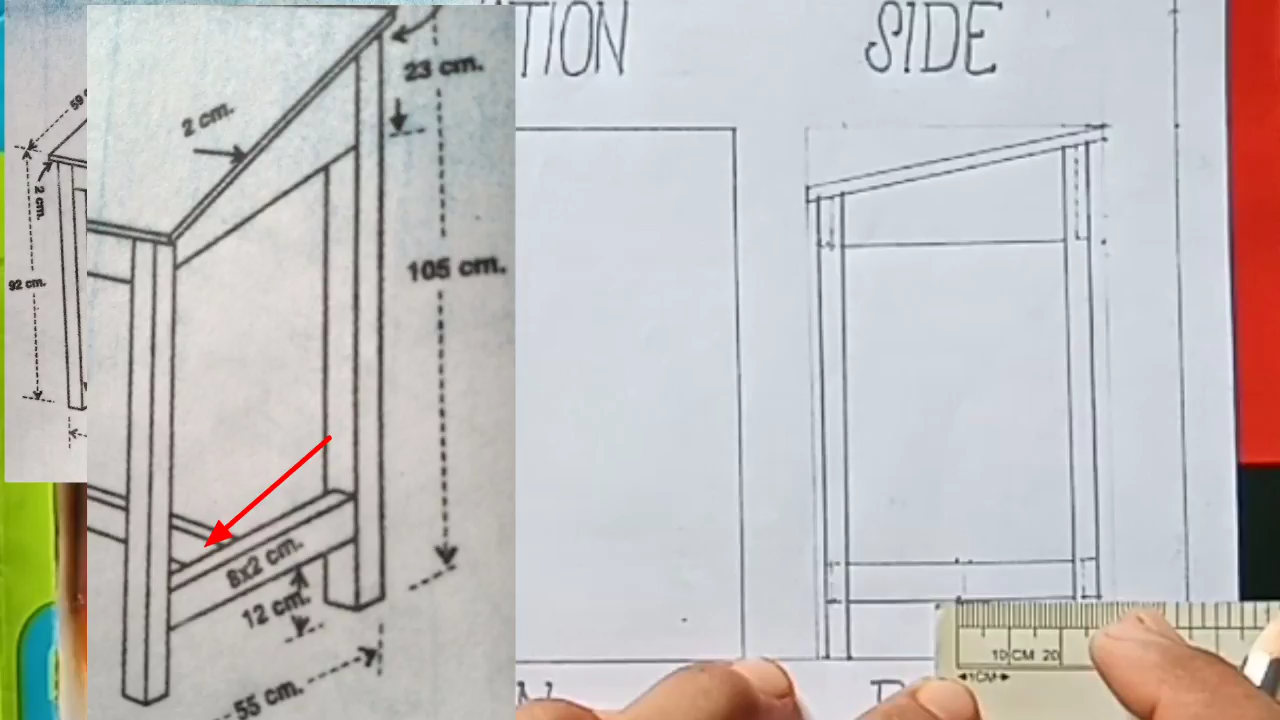 59
2 cm.
92 cm.
2 cm.
23 cm.
105 cm.
8x2 cm.
12 cm.
55 cm.
TION
SIDE
N
10 CM 20
1CM